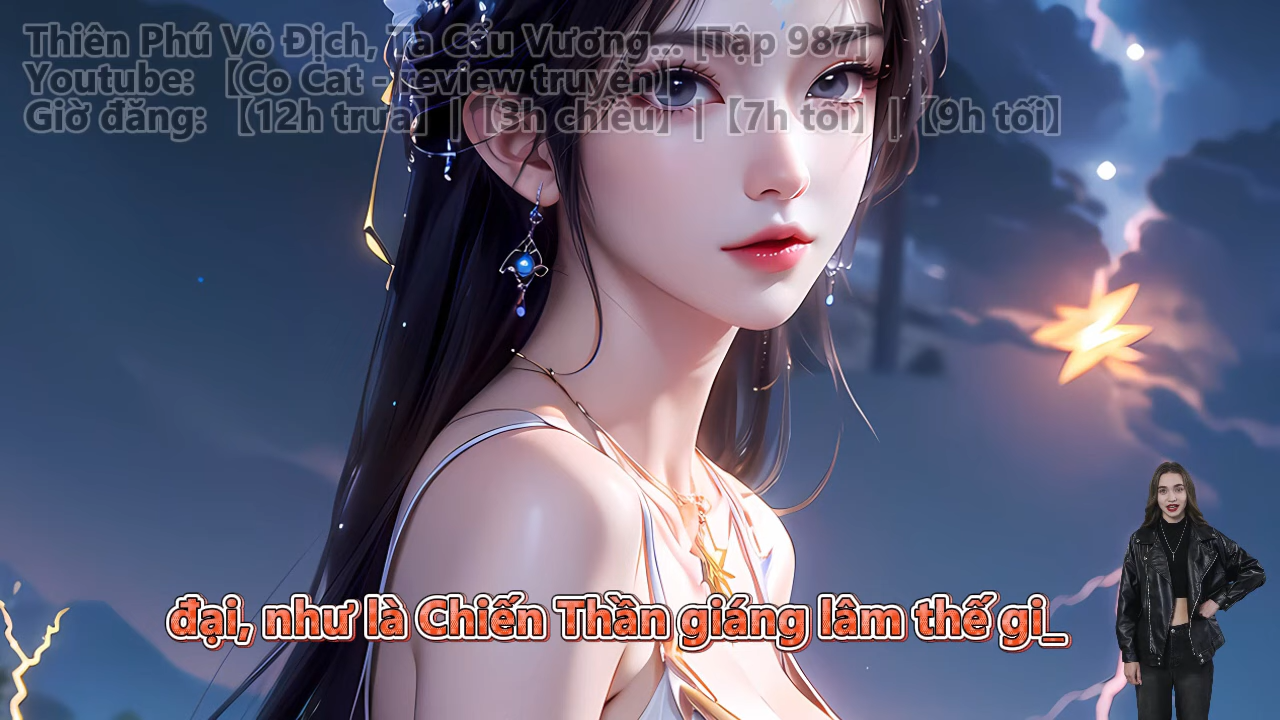 Thiên Phú Vô Địch, Ta Cẩu Vương... [Tập 987]
Youtube: 【Co Cat - Review truyện】
Giờ đăng: 【12h trưa】 | 【3h chiều】 | 【7h tối】 | 【9h tối】
đại, như là Chiến Thần giáng lâm thế gi_